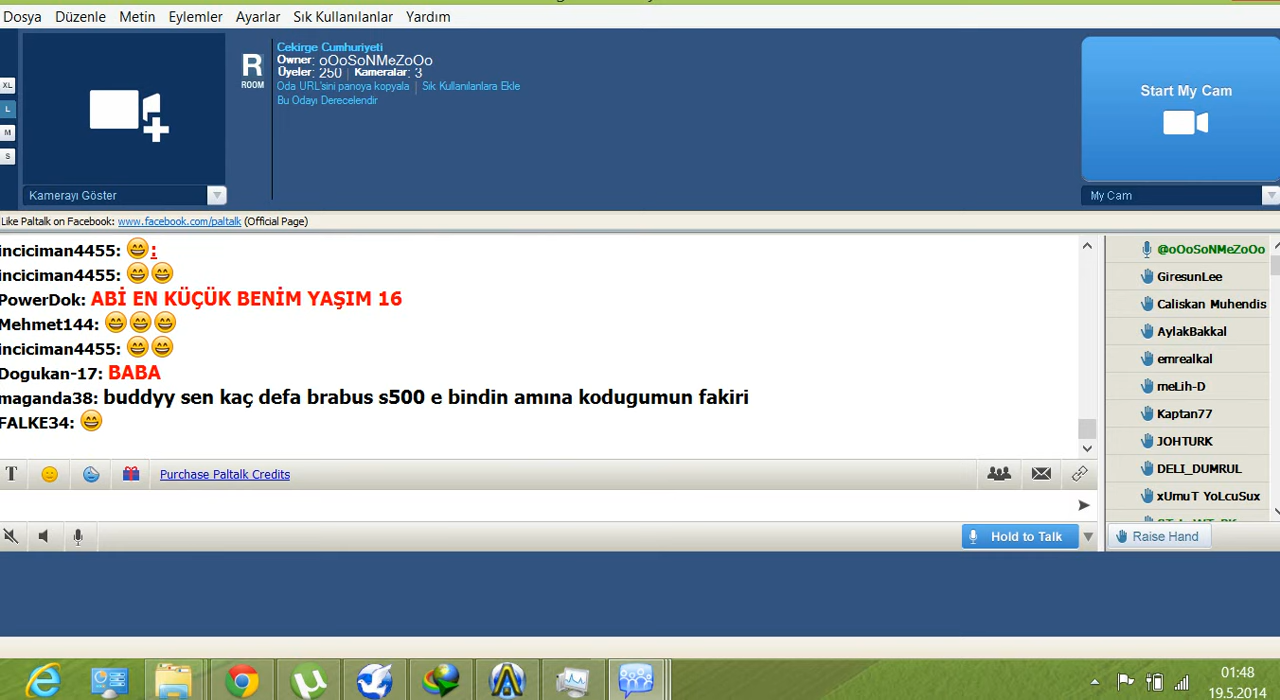 Dosya Düzenle Metin Eylemler Ayarlar Sık Kullanılanlar Yardım
Cekirge Cumhuriyeti
R
ROOM
Owner: oOoSoNMeZoOo
Üyeler: 250 | Kameralar: 3
Oda URL'sini panoya kopyala | Sık Kullanılanlara Ekle
Bu Odayı Derecelendir
XL
L
M
S
Kamerayı Göster
Start My Cam
My Cam
Like Paltalk on Facebook: www.facebook.com/paltalk (Official Page)
inciciman4455: :
inciciman4455:
PowerDok: ABİ EN KÜÇÜK BENİM YAŞIM 16
Mehmet144:
inciciman4455:
Dogukan-17: BABA
maganda38: buddyy sen kaç defa brabus s500 e bindin amına kodugumun fakiri
FALKE34:
@oOoSoNMeZoOo
GiresunLee
Caliskan Muhendis
AylakBakkal
emrealkal
meLih-D
Kaptan77
JOHTURK
DELI_DUMRUL
xUmuT YoLcuSux
T Purchase Paltalk Credits
Hold to Talk
Raise Hand
01:48
19.5.2014